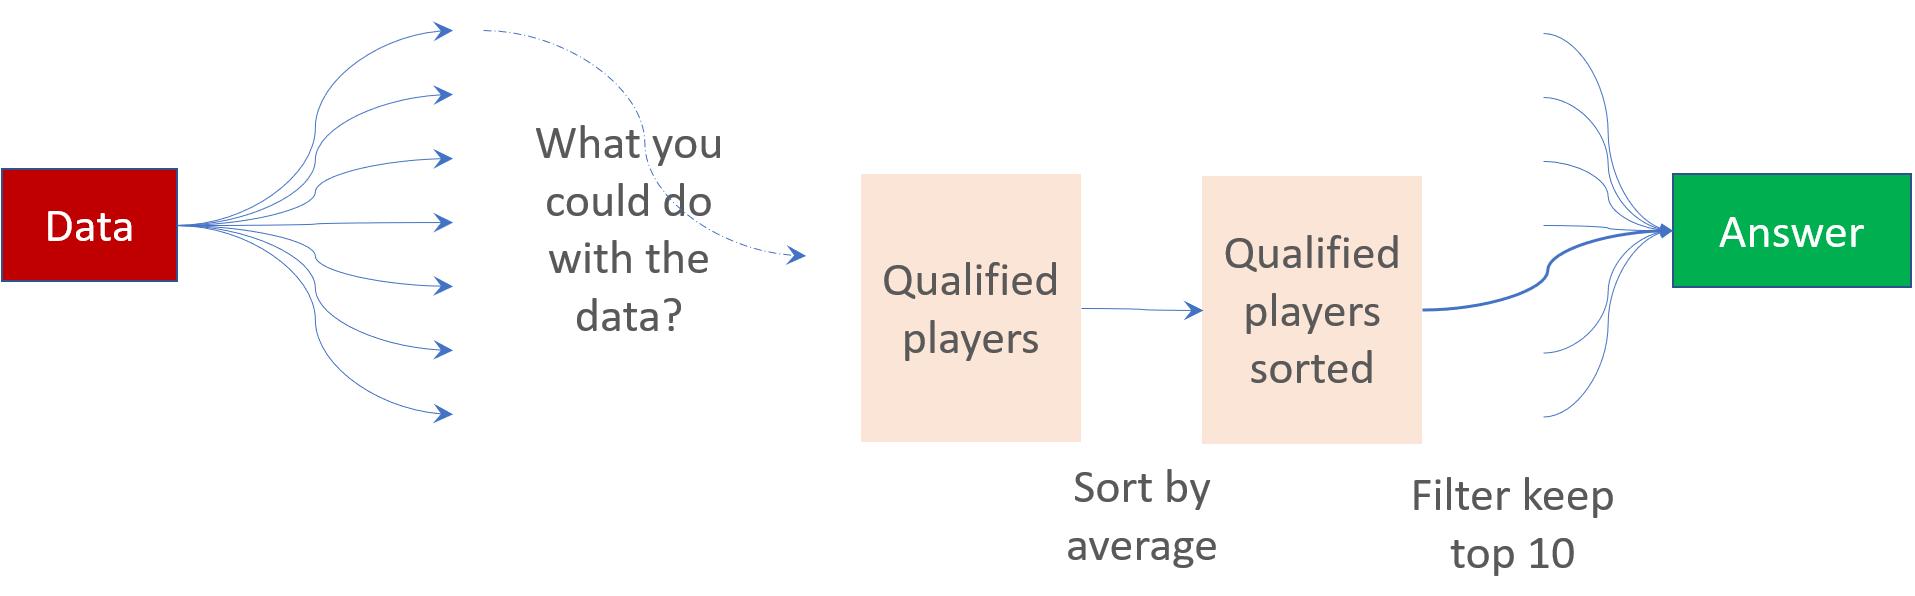 Data
What you
could do
with the
data?
Qualified
players
Qualified
players
sorted
Answer
Sort by
average
Filter keep
top 10